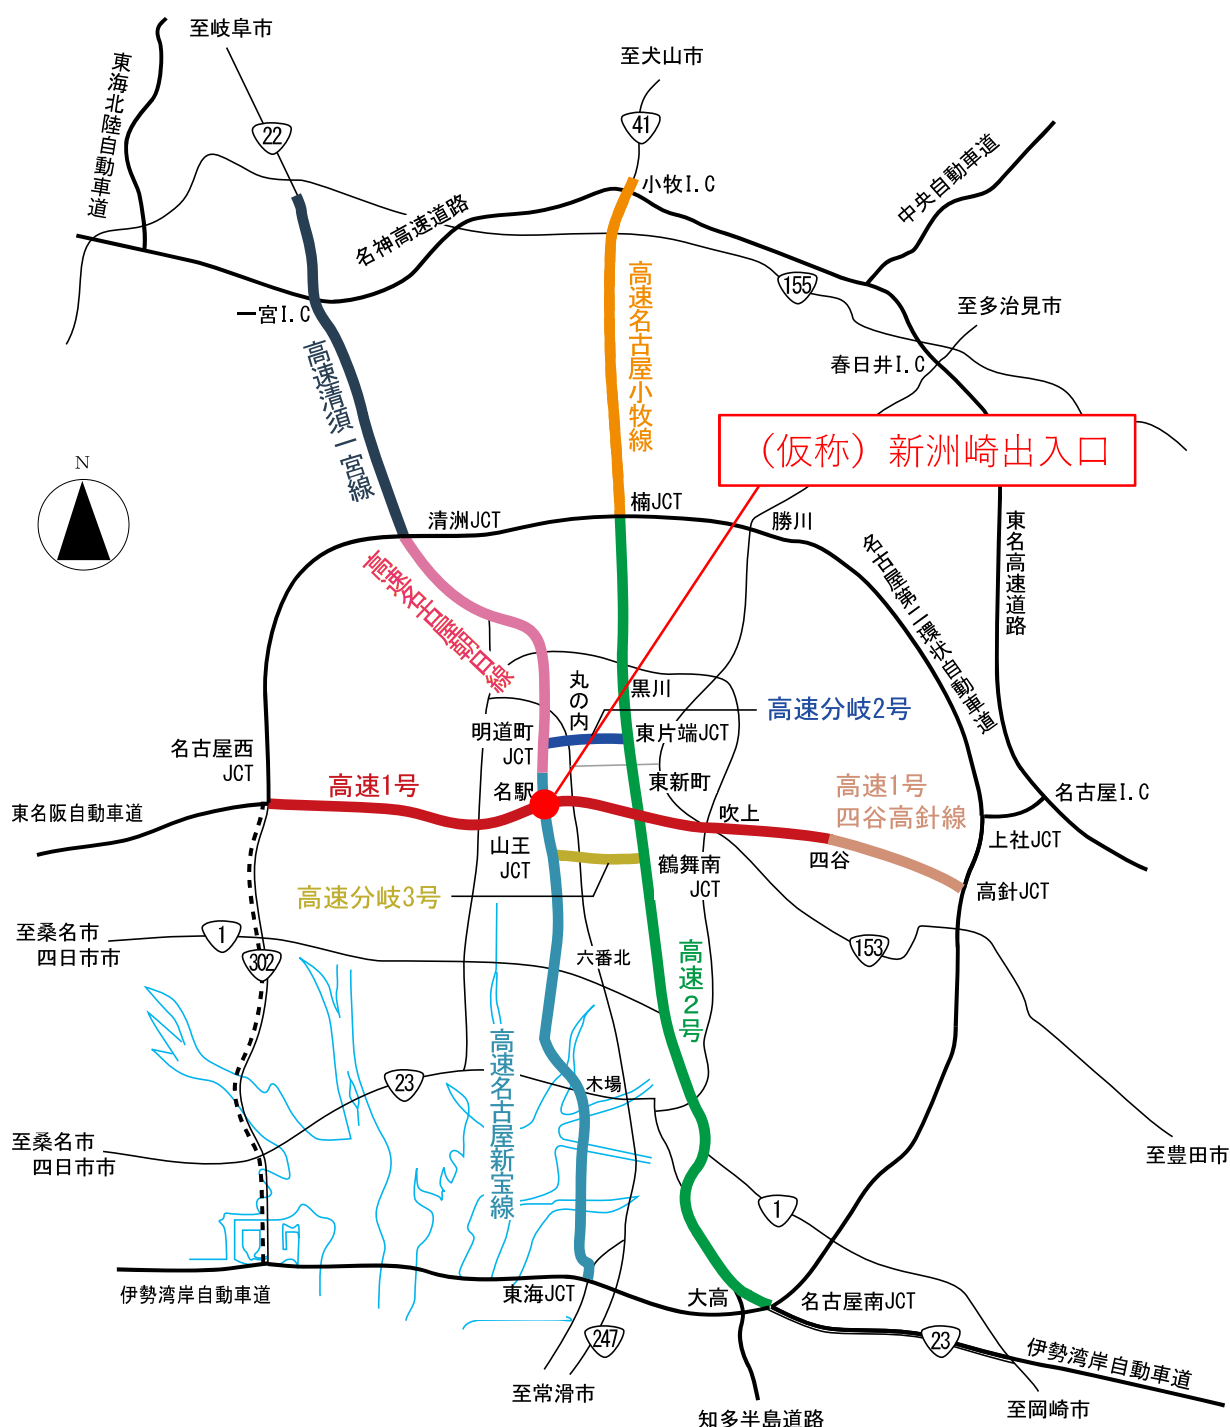 至岐阜市
至犬山市
東海北陸自動車道
22
41
小牧I.C
中央自動車道
名神高速道路
155
一宮I.C
高速名古屋小牧線
至多治見市
春日井I.C
高速清須一宮線
(仮称) 新洲崎出入口
N
清洲JCT
楠JCT
勝川
東名高速道路
名古屋第二環状自動車道
高速名古屋朝日線
丸の内
黒川
高速分岐2号
明道町
JCT
東片端JCT
名古屋西
JCT
東新町
高速1号
名駅
高速1号
四谷高針線
名古屋I.C
東名阪自動車道
吹上
上社JCT
山王
JCT
鶴舞南
JCT
四谷
高針JCT
高速分岐3号
至桑名市
四日市市
1
302
六番北
高速2号
153
高速名古屋新宝線
23
木場
至桑名市
四日市市
至豊田市
1
伊勢湾岸自動車道
東海JCT
大高
名古屋南JCT
247
23
伊勢湾岸自動車道
至常滑市
知多半島道路
至岡崎市